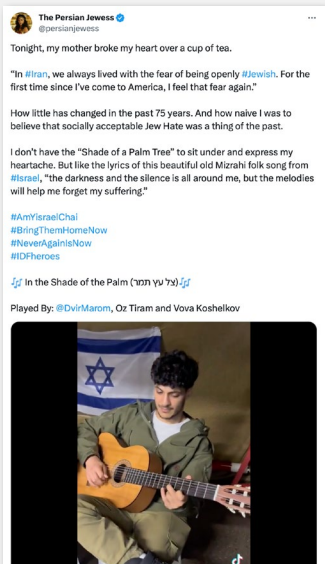 The Persian Jewess
@persianjewess
Tonight, my mother broke my heart over a cup of tea.
"In #Iran, we always lived with the fear of being openly #Jewish. For the
first time since I've come to America, I feel that fear again."
How little has changed in the past 75 years. And how naive I was to
believe that socially acceptable Jew Hate was a thing of the past.
I don't have the "Shade of a Palm Tree" to sit under and express my
heartache. But like the lyrics of this beautiful old Mizrahi folk song from
#Israel, "the darkness and the silence is all around me, but the melodies
will help me forget my suffering."
#AmYisraelChai
#BringThemHomeNow
#NeverAgainIsNow
#IDFheroes
🎶 In the Shade of the Palm (צל עץ תמר)🎶
Played By: @DvirMarom, Oz Tiram and Vova Koshelkov